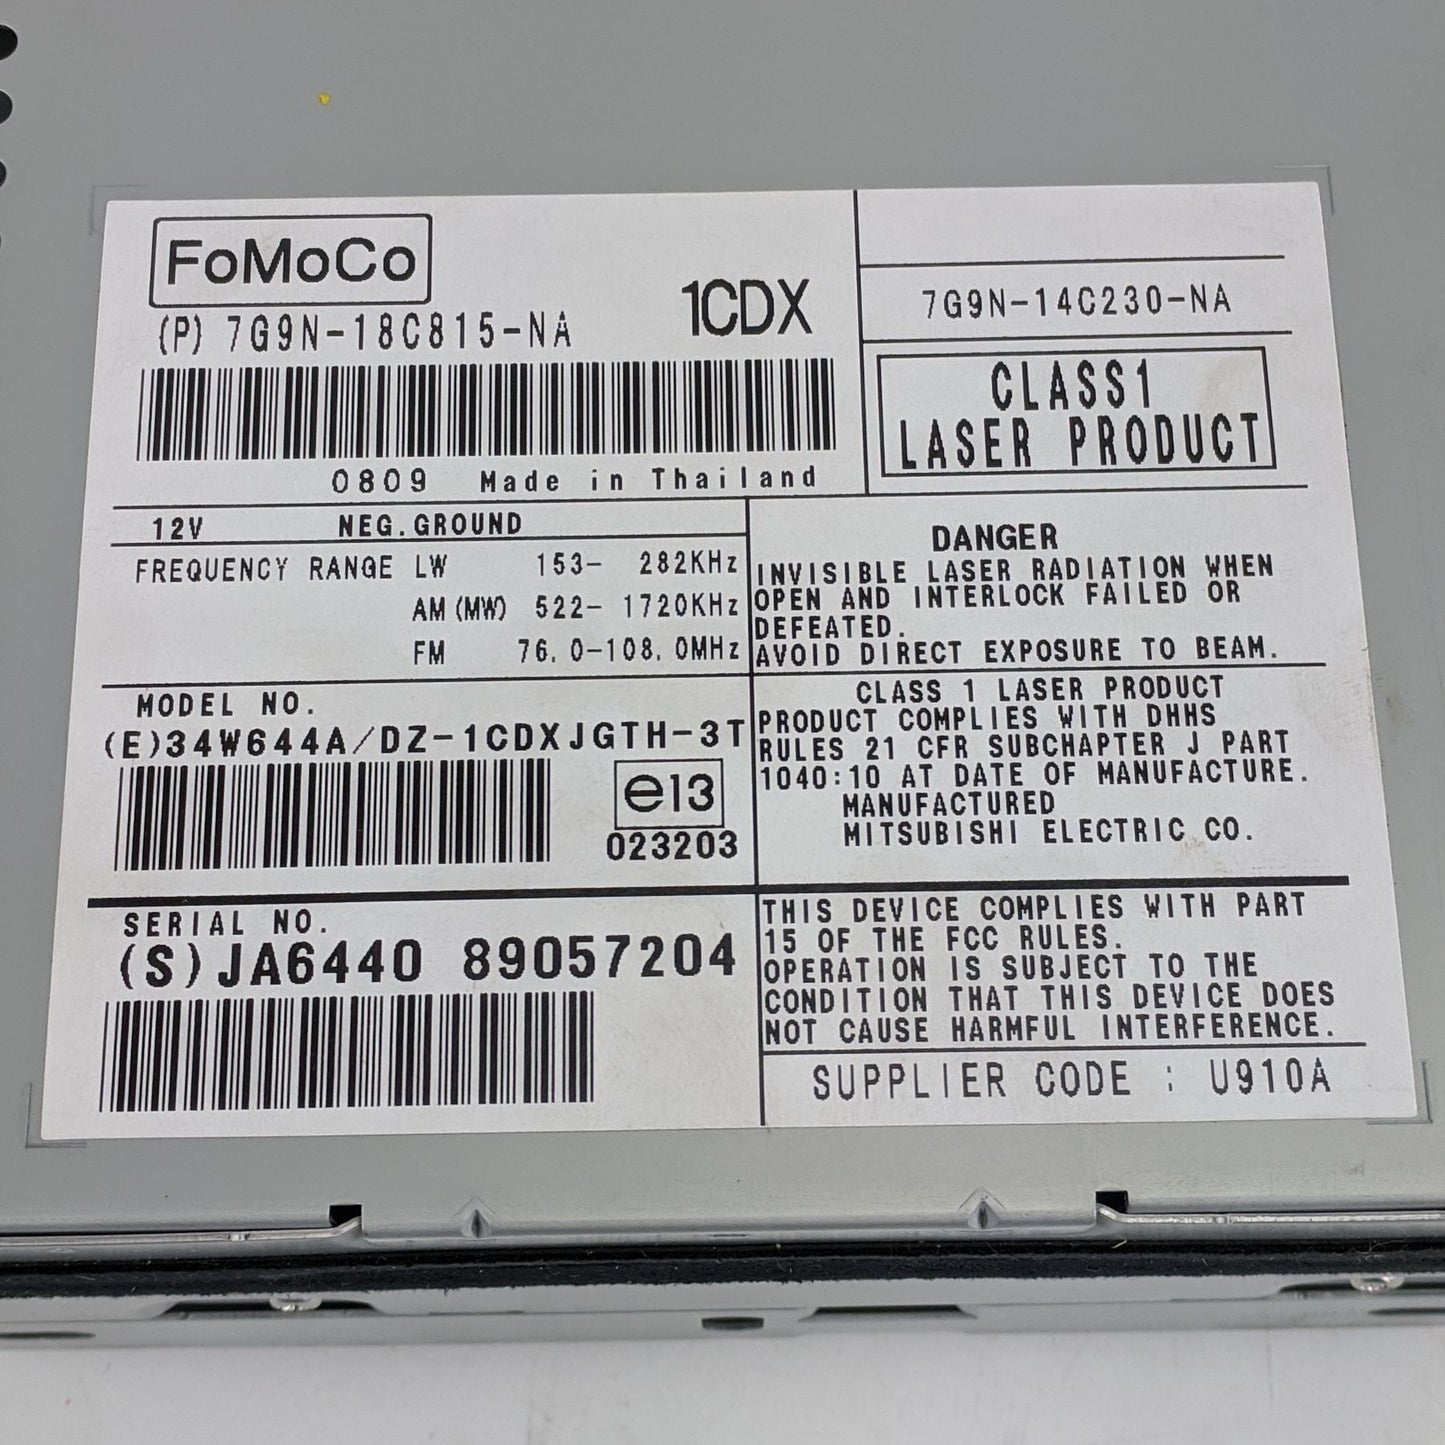 FoMoCo
1CDX
(P) 7G9N-18C815-NA
0809 Made in Thailand
7G9N-14C230-NA
CLASS1
LASER PRODUCT
12V NEG.GROUND
FREQUENCY RANGE LW 153- 282KHz
AM(MW) 522- 1720KHz
FM 76.0-108.0MHz
DANGER
INVISIBLE LASER RADIATION WHEN
OPEN AND INTERLOCK FAILED OR
DEFEATED.
AVOID DIRECT EXPOSURE TO BEAM.
MODEL NO.
(E)34W644A/DZ-1CDXJGTH-3T
e13
023203
CLASS 1 LASER PRODUCT
PRODUCT COMPLIES WITH DHHS
RULES 21 CFR SUBCHAPTER J PART
1040:10 AT DATE OF MANUFACTURE.
MANUFACTURED
MITSUBISHI ELECTRIC CO.
SERIAL NO.
(S)JA6440 89057204
THIS DEVICE COMPLIES WITH PART
15 OF THE FCC RULES.
OPERATION IS SUBJECT TO THE
CONDITION THAT THIS DEVICE DOES
NOT CAUSE HARMFUL INTERFERENCE.
SUPPLIER CODE : U910A